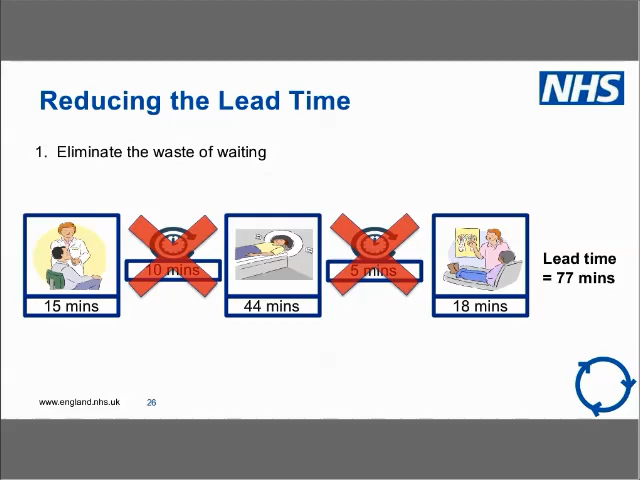 NHS
Reducing the Lead Time
1. Eliminate the waste of waiting
10 mins
5 mins
15 mins
44 mins
18 mins
Lead time
= 77 mins
www.england.nhs.uk
26